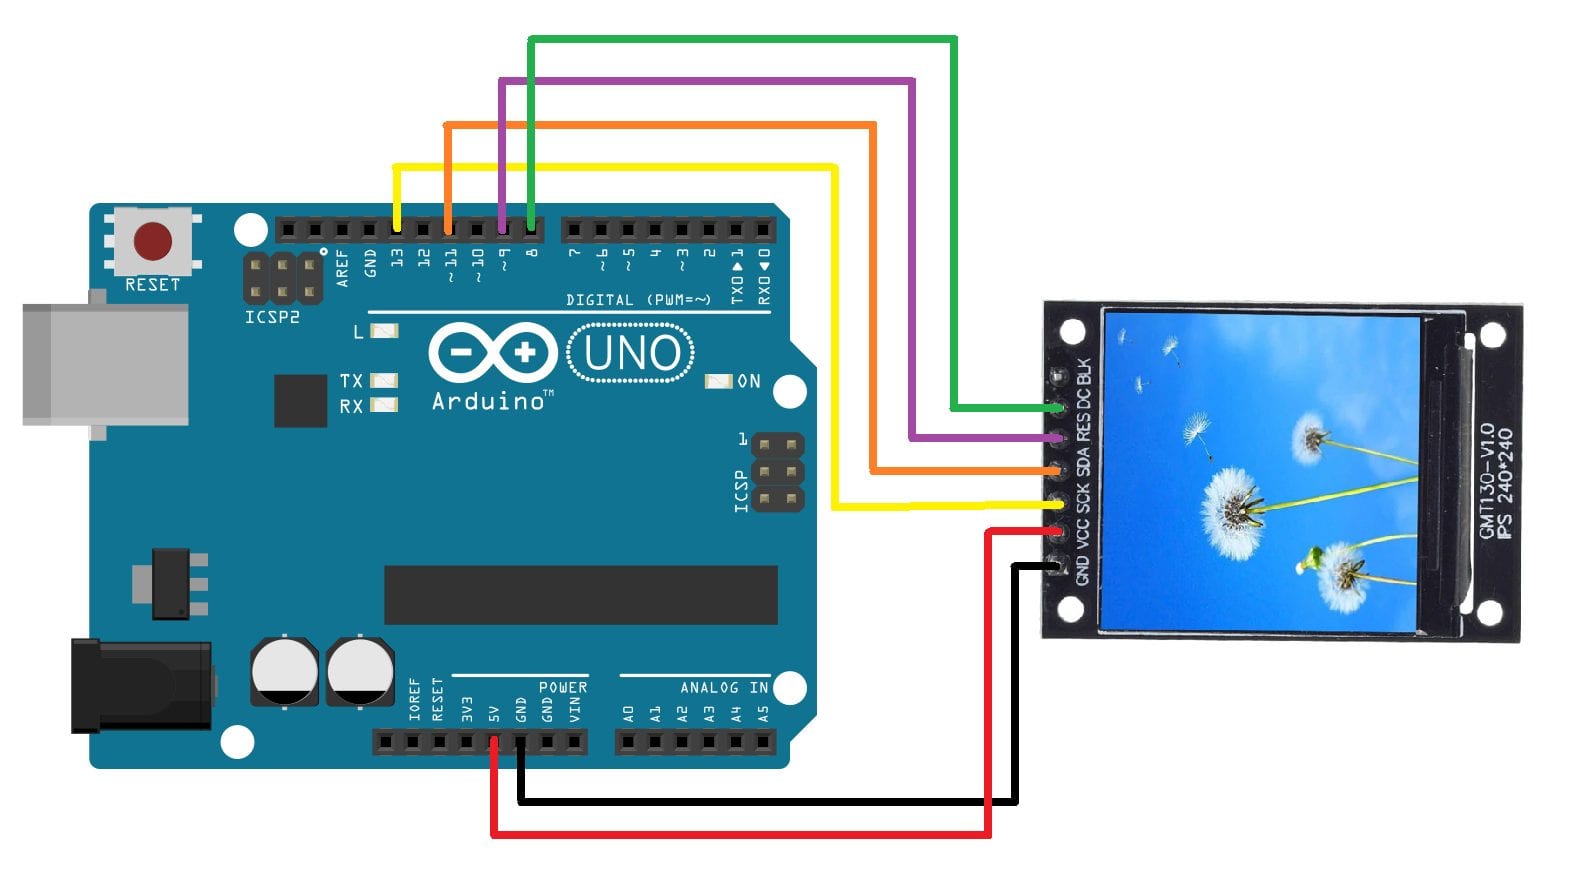 RESET
ICSP2
AREF
GND
13
12
~11
~10
~9
8
7
~6
~5
4
~3
2
TX0▶1
RX0◀0
DIGITAL (PWM=~)
L
TX
RX
Arduino™
UNO
ON
1
ICSP
IOREF
RESET
3V3
5V
GND
GND
VIN
POWER
ANALOG IN
A0
A1
A2
A3
A4
A5
BLK
DC
RES
SDA
SCK
VCC
GND
GMT130-V1.0
IPS 240*240